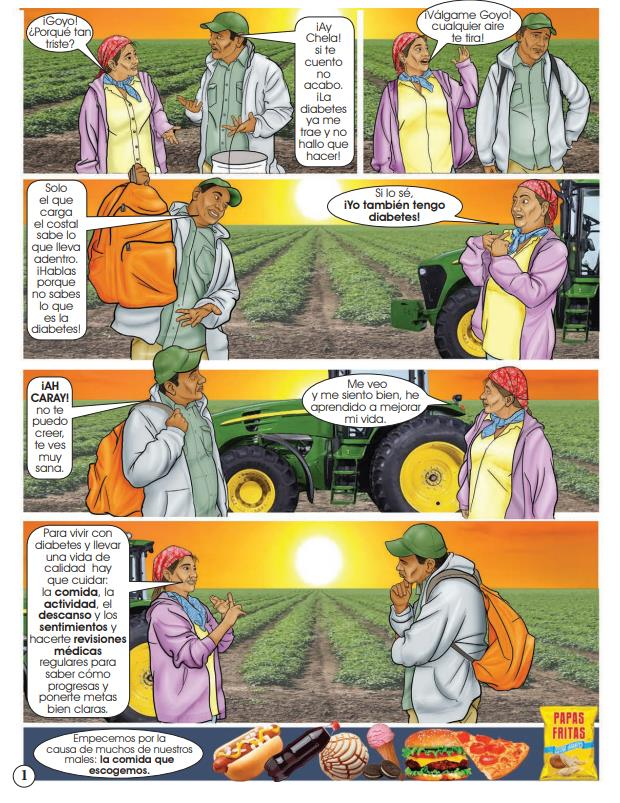 ¡Goyo!
¿Porqué tan
triste?
¡Ay
Chela!
si te
cuento
no
acabo.
¡La
diabetes
ya me
trae y no
hallo que
hacer!
¡Válgame Goyo!
cualquier aire
te tira!
Solo
el que
carga
el costal
sabe lo
que lleva
adentro.
¡Hablas
porque
no sabes
lo que
es la
diabetes!
Si lo sé,
¡Yo también tengo
diabetes!
¡AH
CARAY!
no te
puedo
creer,
te ves
muy
sana.
Me veo
y me siento bien, he
aprendido a mejorar
mi vida.
Para vivir con
diabetes y llevar
una vida de
calidad hay
que cuidar:
la comida, la
actividad, el
descanso y los
sentimientos y
hacerte revisiones
médicas
regulares para
saber cómo
progresas y
ponerte metas
bien claras.
Empecemos por la
causa de muchos de nuestros
males: la comida que
escogemos.
PAPAS
FRITAS
1